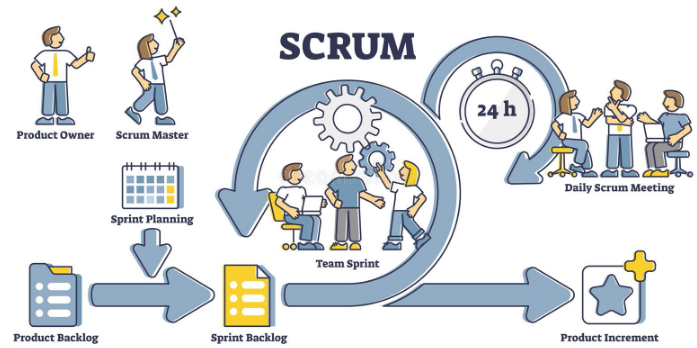 SCRUM
24 h
Product Owner
Scrum Master
Sprint Planning
Daily Scrum Meeting
Team Sprint
Product Backlog
Sprint Backlog
Product Increment